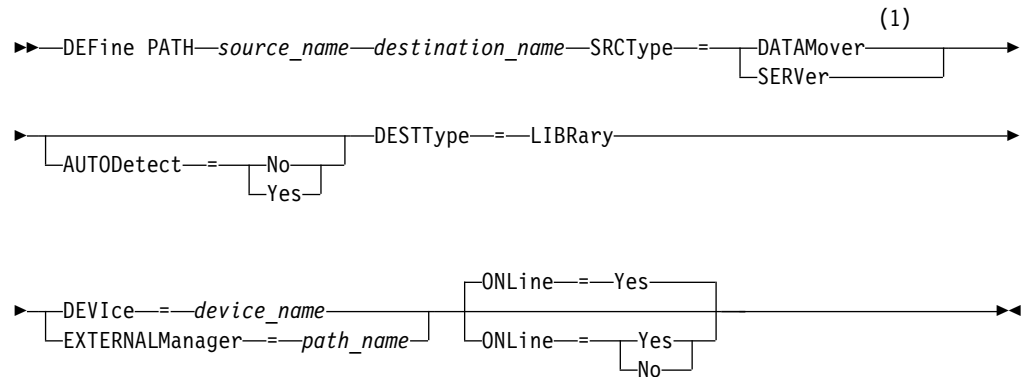 (1)
DEFine PATH source_name destination_name SRCType = DATAMover
SERVer
AUTODetect = No
Yes
DESTType = LIBRary
ONLine = Yes
DEVIce = device_name
EXTERNALManager = path_name
ONLine = Yes
No